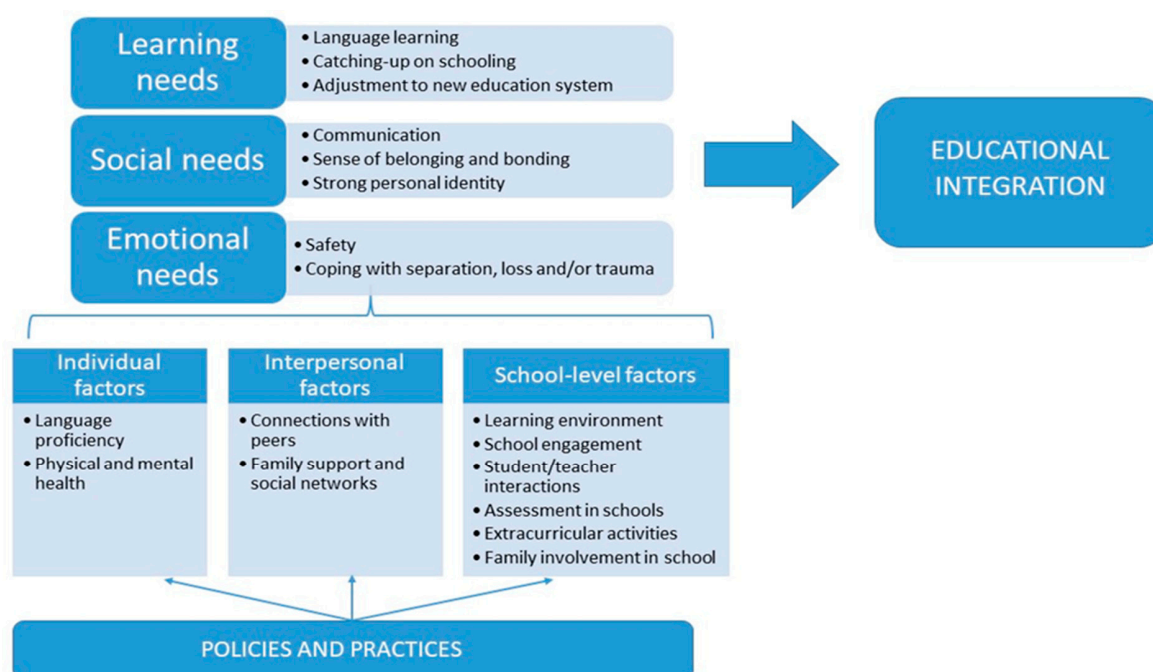 Learning
needs
• Language learning
• Catching-up on schooling
• Adjustment to new education system
Social needs
• Communication
• Sense of belonging and bonding
• Strong personal identity
Emotional
needs
• Safety
• Coping with separation, loss and/or trauma
EDUCATIONAL
INTEGRATION
Individual
factors
• Language
proficiency
• Physical and mental
health
Interpersonal
factors
• Connections with
peers
• Family support and
social networks
School-level factors
• Learning environment
• School engagement
• Student/teacher
interactions
• Assessment in schools
• Extracurricular activities
• Family involvement in school
POLICIES AND PRACTICES